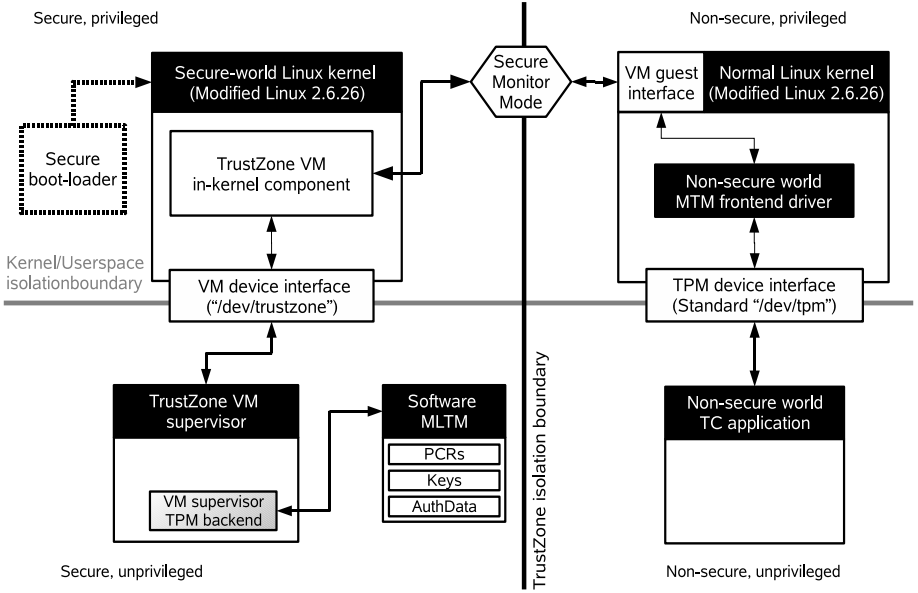 Secure, privileged
Non-secure, privileged
Secure-world Linux kernel
(Modified Linux 2.6.26)
Secure
Monitor
Mode
VM guest
interface
Normal Linux kernel
(Modified Linux 2.6.26)
Secure
boot-loader
TrustZone VM
in-kernel component
Non-secure world
MTM frontend driver
Kernel/Userspace
isolationboundary
VM device interface
("/dev/trustzone")
TPM device interface
(Standard "/dev/tpm")
TrustZone isolation boundary
TrustZone VM
supervisor
Software
MLTM
PCRs
Keys
AuthData
VM supervisor
TPM backend
Non-secure world
TC application
Secure, unprivileged
Non-secure, unprivileged